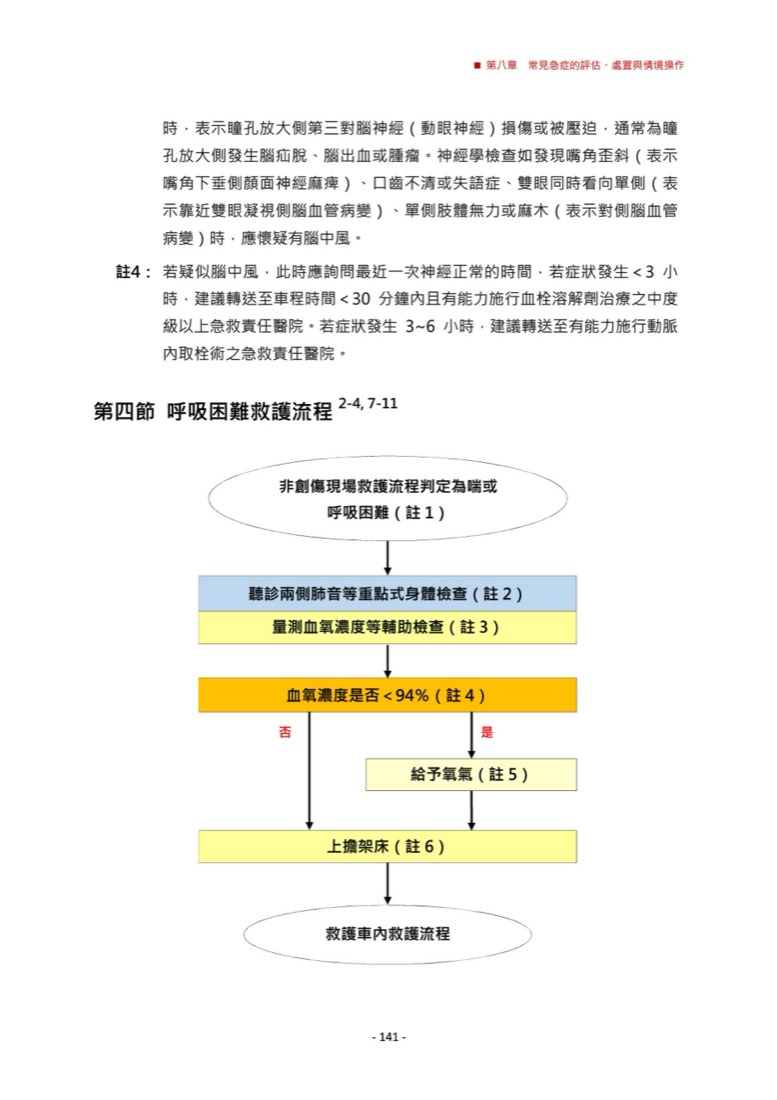 ■ 第八章　常見急症的評估、處置與情境操作
時，表示瞳孔放大側第三對腦神經（動眼神經）損傷或被壓迫，通常為瞳
孔放大側發生腦疝脫、腦出血或腫瘤。神經學檢查如發現嘴角歪斜（表示
嘴角下垂側顏面神經麻痺）、口齒不清或失語症、雙眼同時看向單側（表
示靠近雙眼凝視側腦血管病變）、單側肢體無力或麻木（表示對側腦血管
病變）時，應懷疑有腦中風。
註4： 若疑似腦中風，此時應詢問最近一次神經正常的時間，若症狀發生＜3 小
時，建議轉送至車程時間＜30 分鐘內且有能力施行血栓溶解劑治療之中度
級以上急救責任醫院。若症狀發生 3~6 小時，建議轉送至有能力施行動脈
內取栓術之急救責任醫院。
第四節 呼吸困難救護流程 2-4, 7-11
非創傷現場救護流程判定為喘或
呼吸困難（註 1）
聽診兩側肺音等重點式身體檢查（註 2）
量測血氧濃度等輔助檢查（註 3）
血氧濃度是否＜94%（註 4）
否
是
給予氧氣（註 5）
上擔架床（註 6）
救護車內救護流程
- 141 -